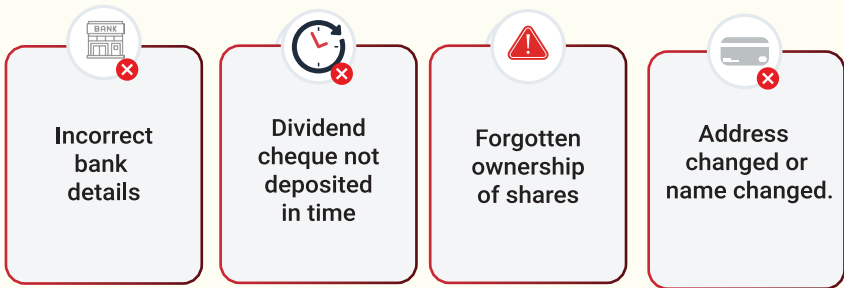 BANK
Incorrect
bank
details
Dividend
cheque not
deposited
in time
Forgotten
ownership
of shares
Address
changed or
name changed.